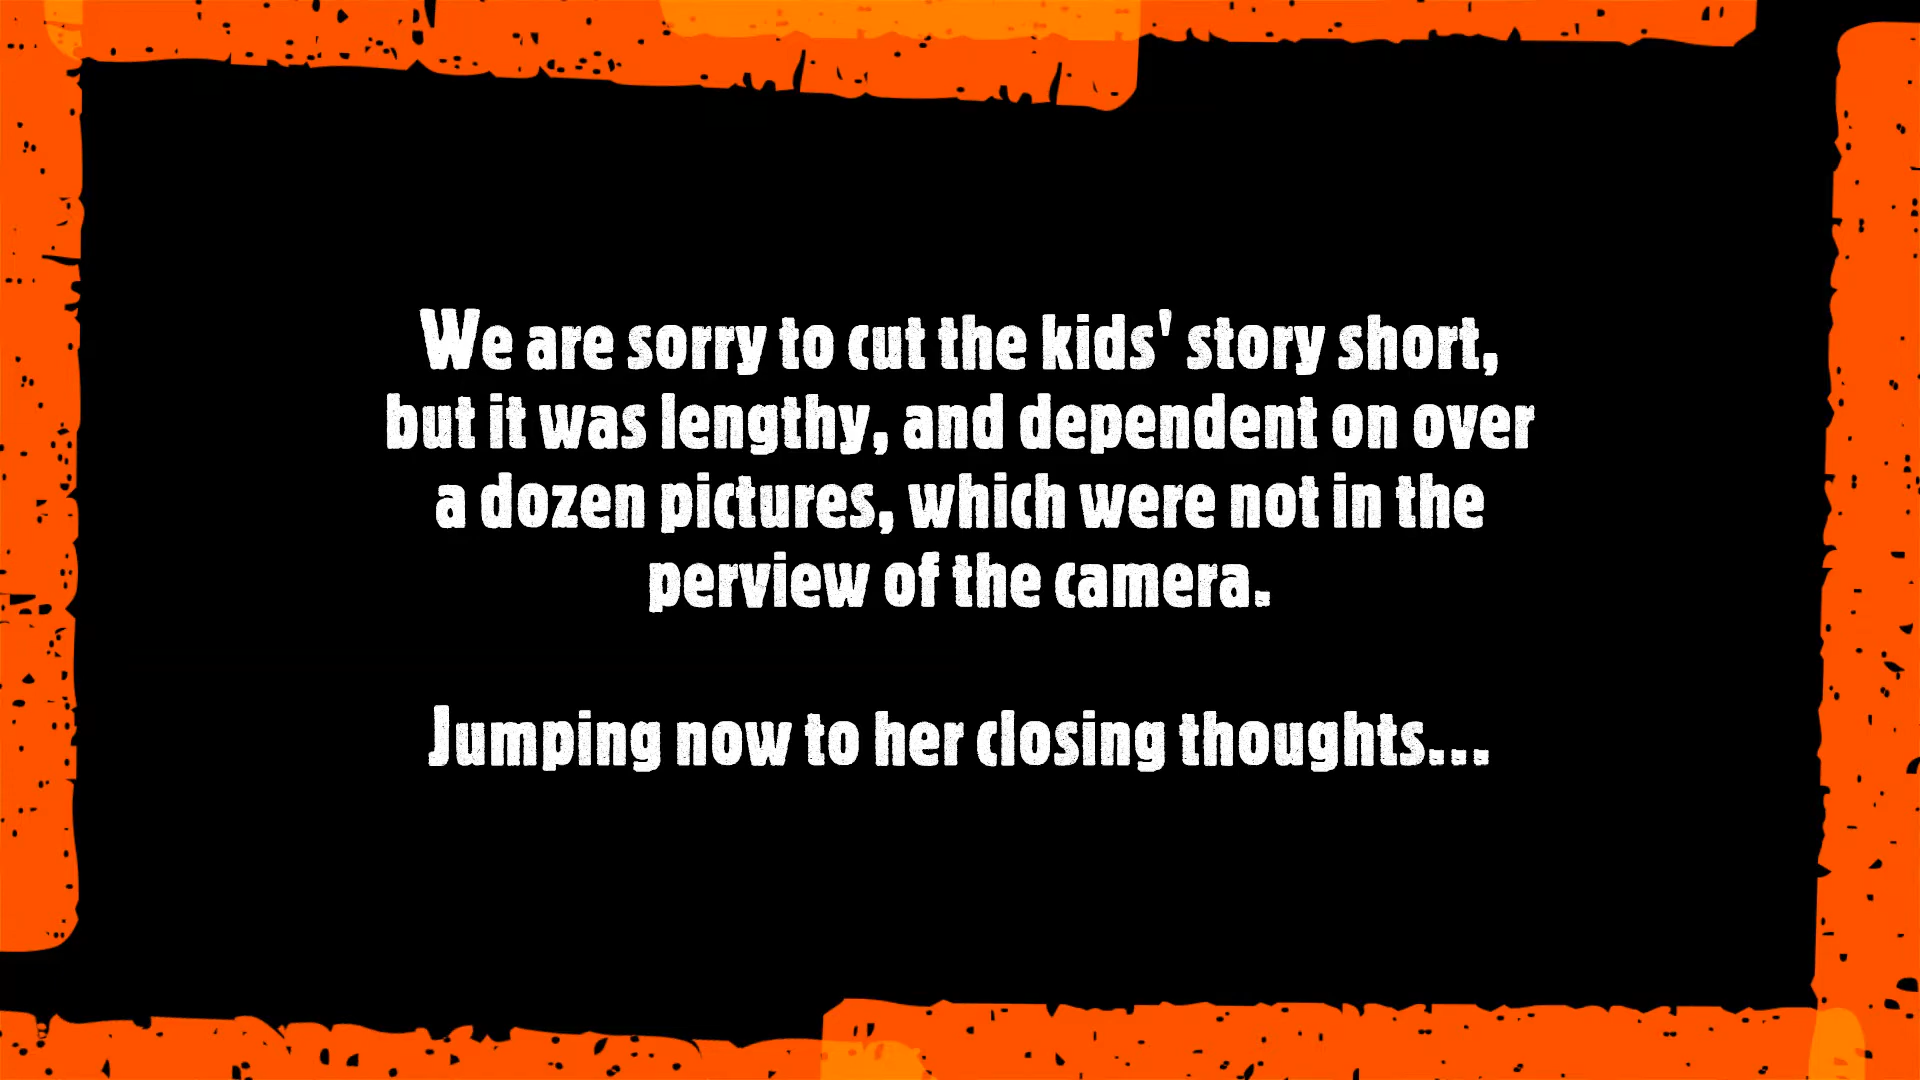 We are sorry to cut the kids' story short,
but it was lengthy, and dependent on over
a dozen pictures, which were not in the
perview of the camera.
Jumping now to her closing thoughts...